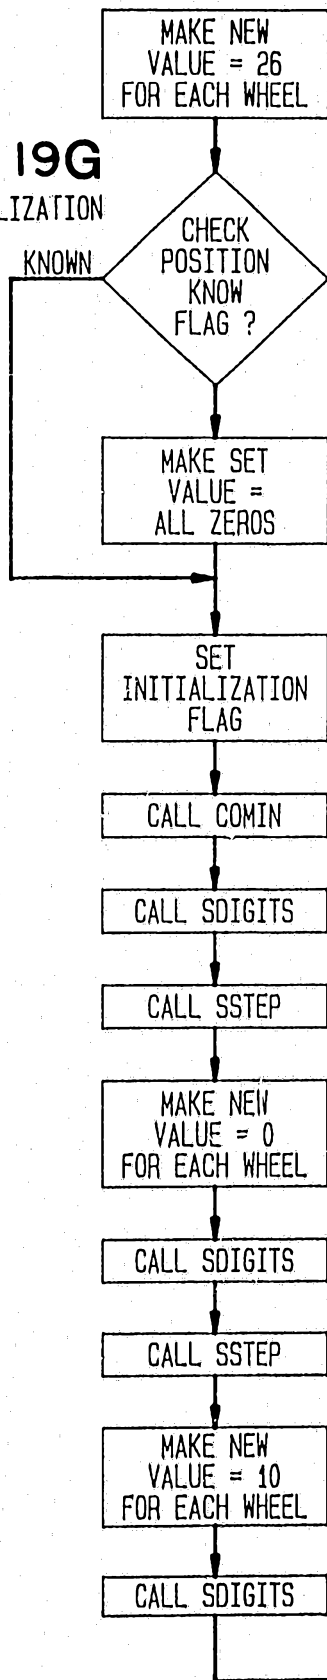 MAKE NEW
VALUE = 26
FOR EACH WHEEL
19G
LIZATION
KNOWN
CHECK
POSITION
KNOW
FLAG ?
MAKE SET
VALUE =
ALL ZEROS
SET
INITIALIZATION
FLAG
CALL COMIN
CALL SDIGITS
CALL SSTEP
MAKE NEW
VALUE = 0
FOR EACH WHEEL
CALL SDIGITS
CALL SSTEP
MAKE NEW
VALUE = 10
FOR EACH WHEEL
CALL SDIGITS